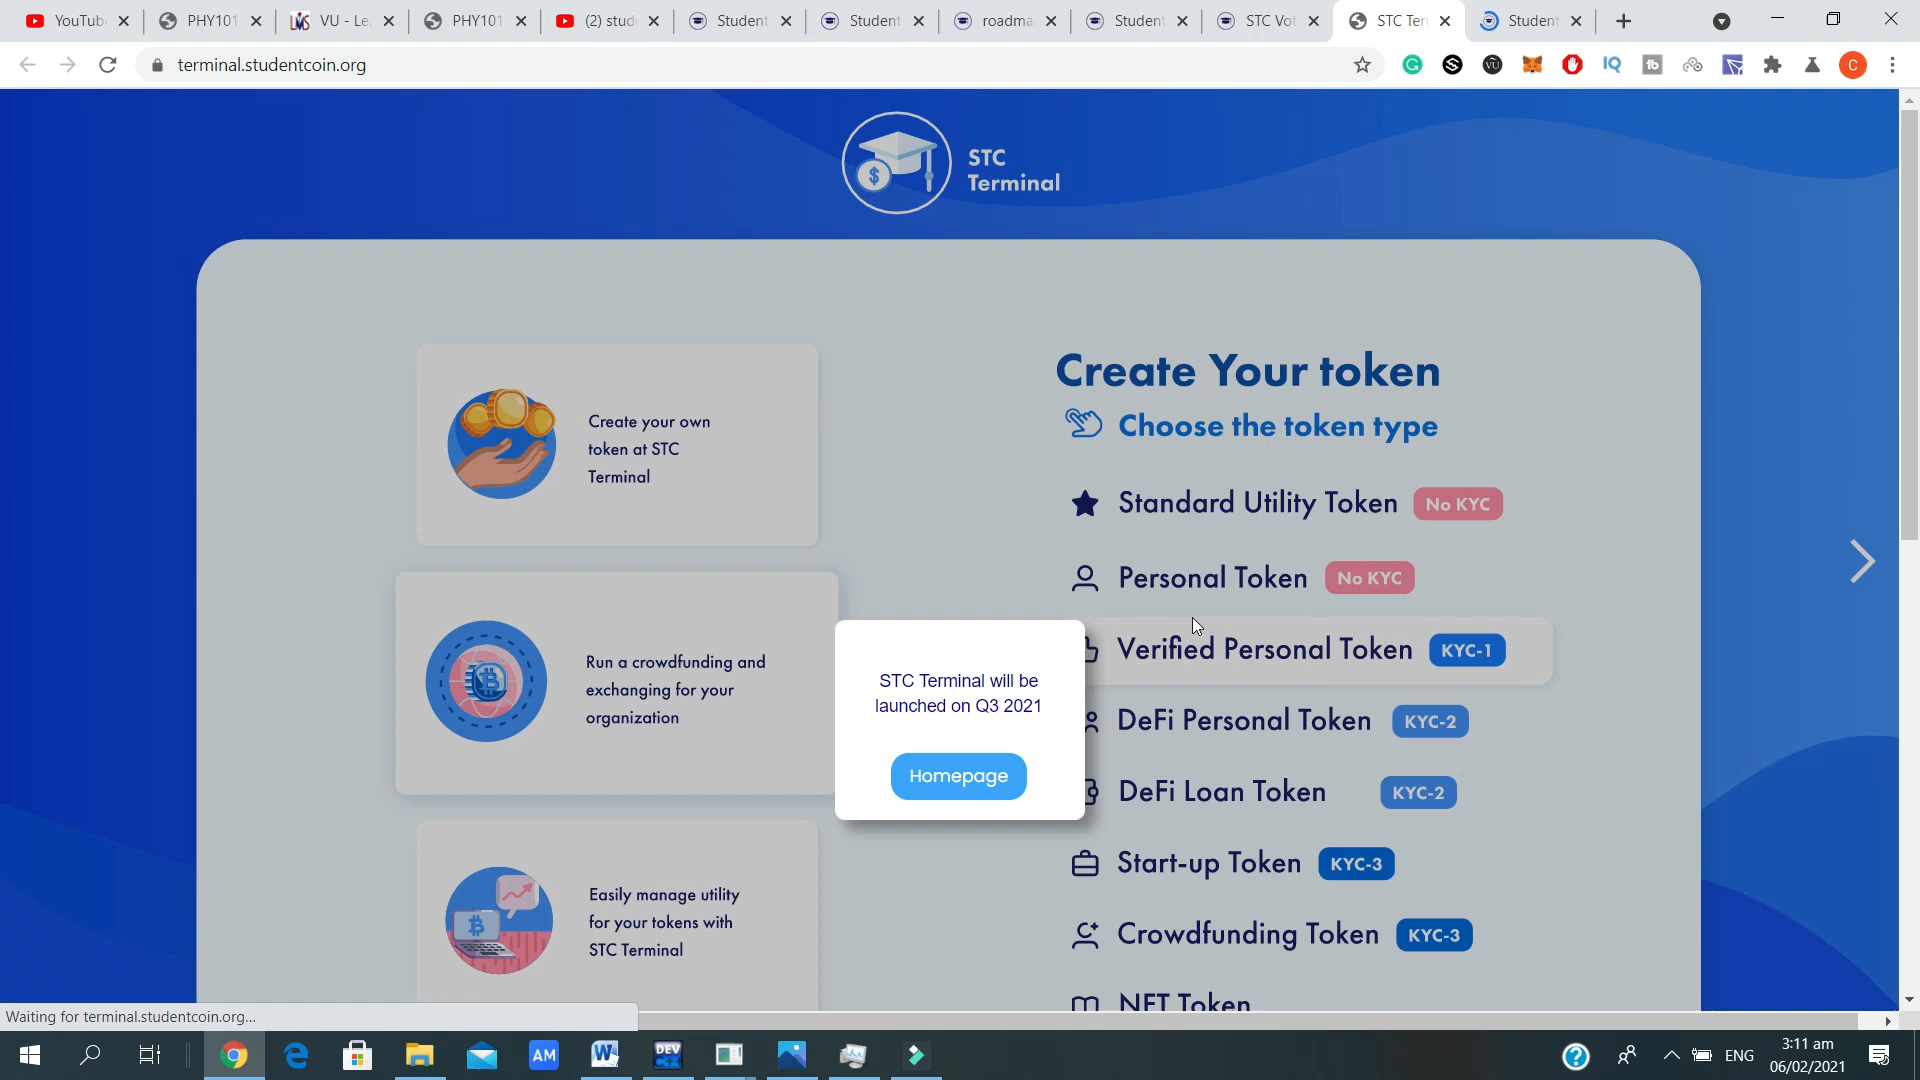 YouTube
PHY101
VU - Le
PHY101
(2) stud
Student
Student
roadma
Student
STC Vot
STC Ter
Student
terminal.studentcoin.org
C
STC
Terminal
Create your own
token at STC
Terminal
Run a crowdfunding and
exchanging for your
organization
Easily manage utility
for your tokens with
STC Terminal
Create Your token
Choose the token type
Standard Utility Token No KYC
Personal Token No KYC
Verified Personal Token KYC-1
DeFi Personal Token KYC-2
DeFi Loan Token KYC-2
Start-up Token KYC-3
Crowdfunding Token KYC-3
NFT Token
STC Terminal will be
launched on Q3 2021
Homepage
Waiting for terminal.studentcoin.org...
AM
DEV
ENG
3:11 am
06/02/2021